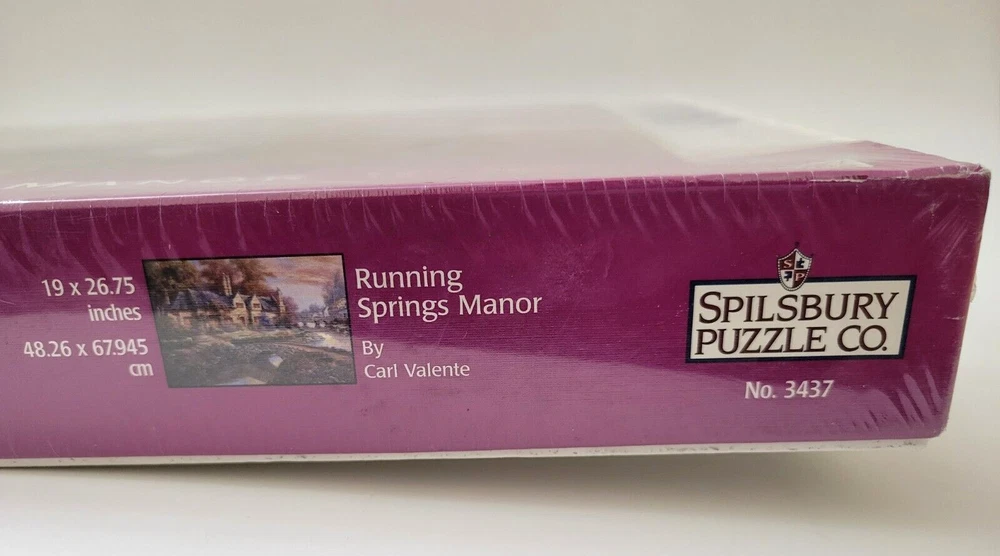 MANOR
19 x 26.75
inches
48.26 x 67.945
cm
Running
Springs Manor
By
Carl Valente
S P
SPILSBURY
PUZZLE CO.
No. 3437